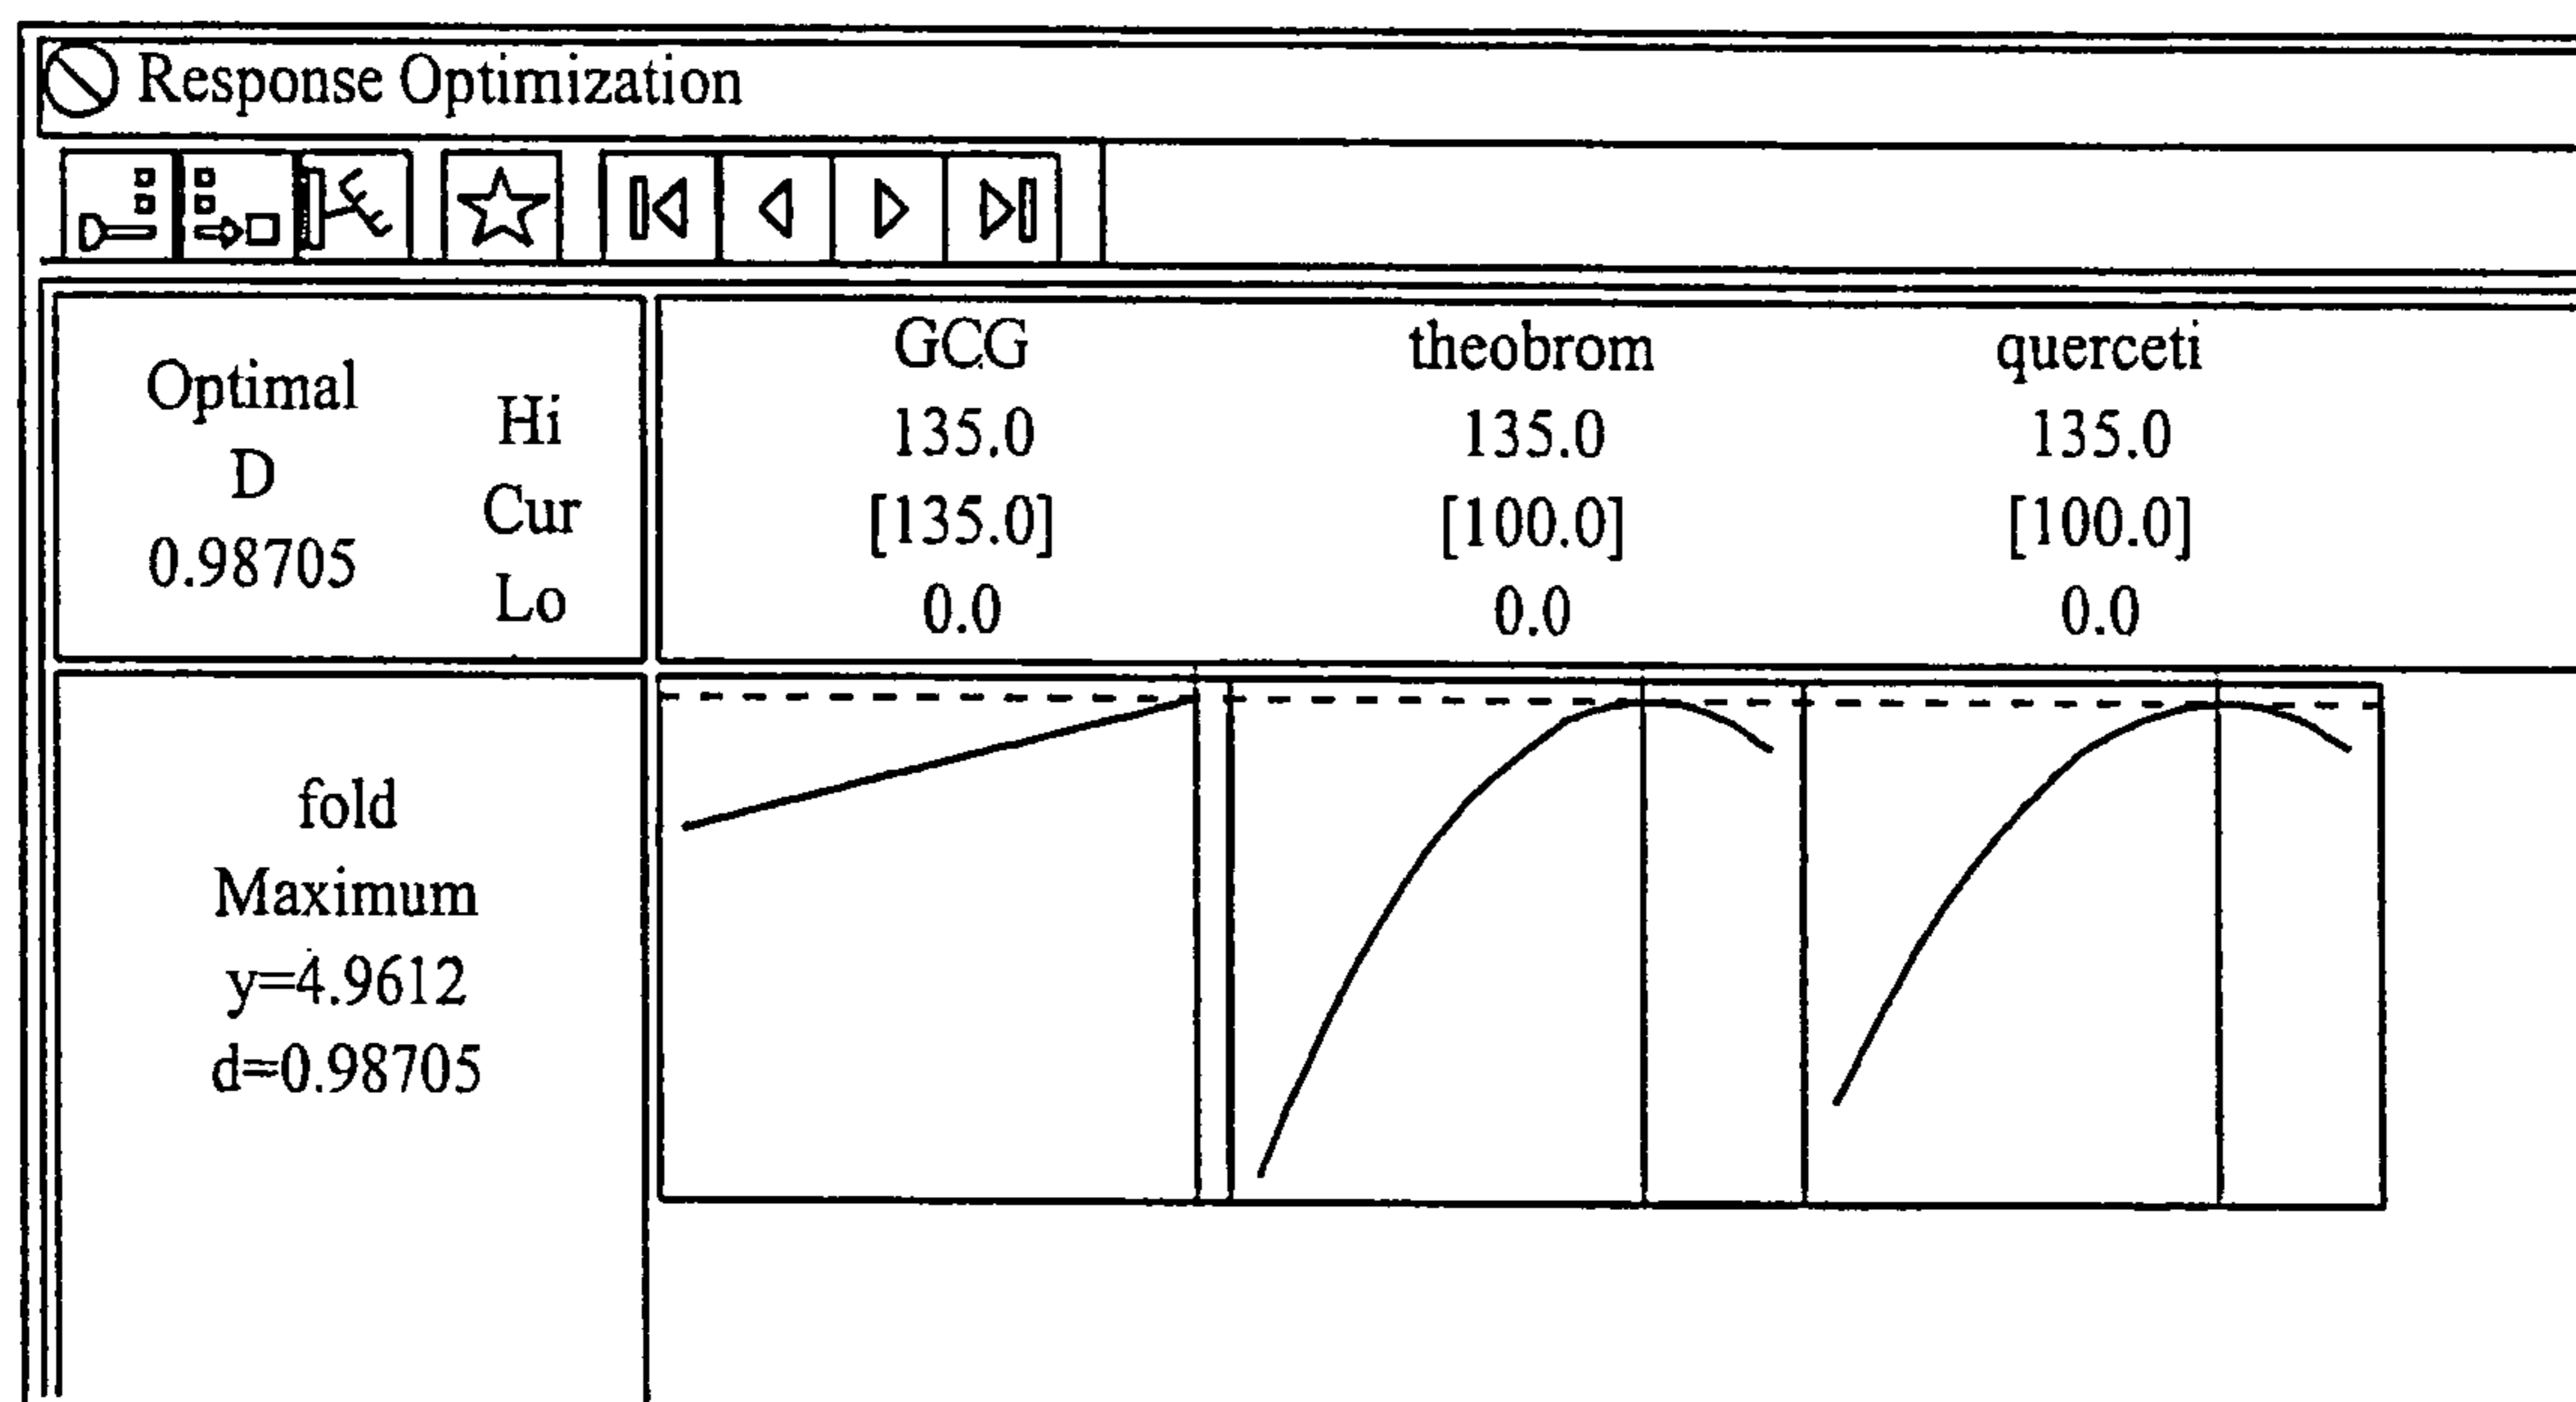 Response Optimization
Optimal
D
0.98705
Hi
Cur
Lo
GCG theobrom querceti
135.0 135.0 135.0
[135.0] [100.0] [100.0]
0.0 0.0 0.0
fold
Maximum
y=4.9612
d=0.98705